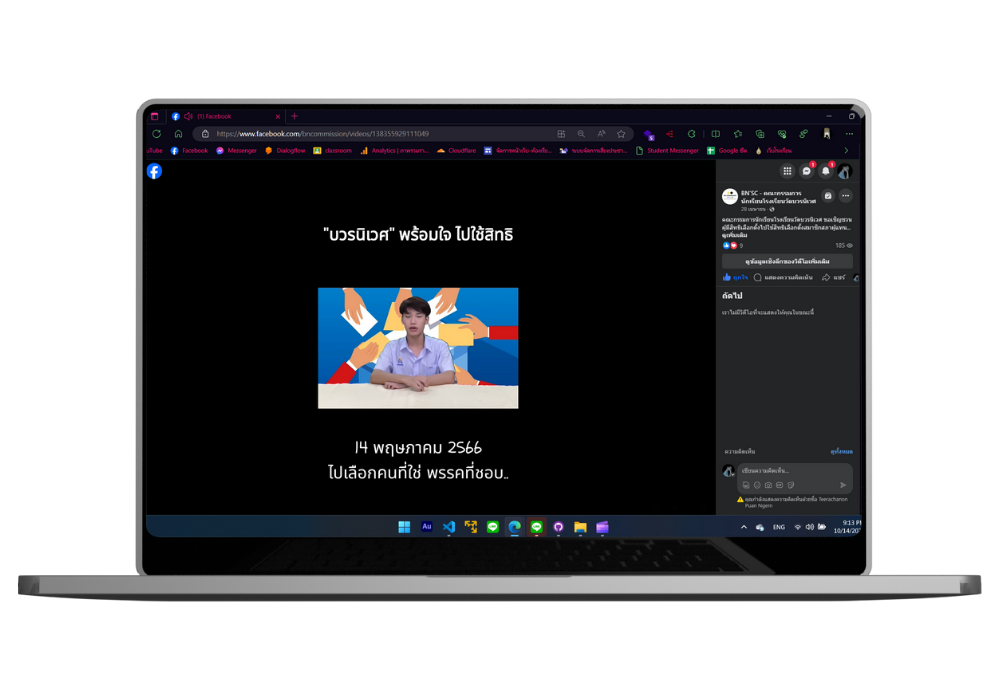 (1) Facebook
https://www.facebook.com/bncommission/videos/138355929111049
uTube Facebook Messenger Dialogflow classroom Cloudflare Student Messenger Google ชีต
"บวรนิเวศ" พร้อมใจ ไปใช้สิทธิ
14 พฤษภาคม 2566
ไปเลือกคนที่ใช่ พรรคที่ชอบ..
BN'SC - คณะกรรมการ
นักเรียนโรงเรียนวัดบวรนิเวศ
28 เมษายน
คณะกรรมการนักเรียนโรงเรียนวัดบวรนิเวศ ขอเชิญชวน
ผู้มีสิทธิเลือกตั้งไปใช้สิทธิเลือกตั้งสมาชิกสภาผู้แทน...
ดูเพิ่มเติม
9 185
ดูข้อมูลเชิงลึกของวิดีโอเพิ่มเติม
ถูกใจ แสดงความคิดเห็น แชร์
ถัดไป
เราไม่มีวิดีโอที่จะแสดงให้คุณในขณะนี้
ความคิดเห็น ดูทั้งหมด
เขียนความคิดเห็น...
คุณกำลังแสดงความคิดเห็นด้วยชื่อ Teerachanon
Puan Ngern
Au ENG 9:13 PM
10/14/20